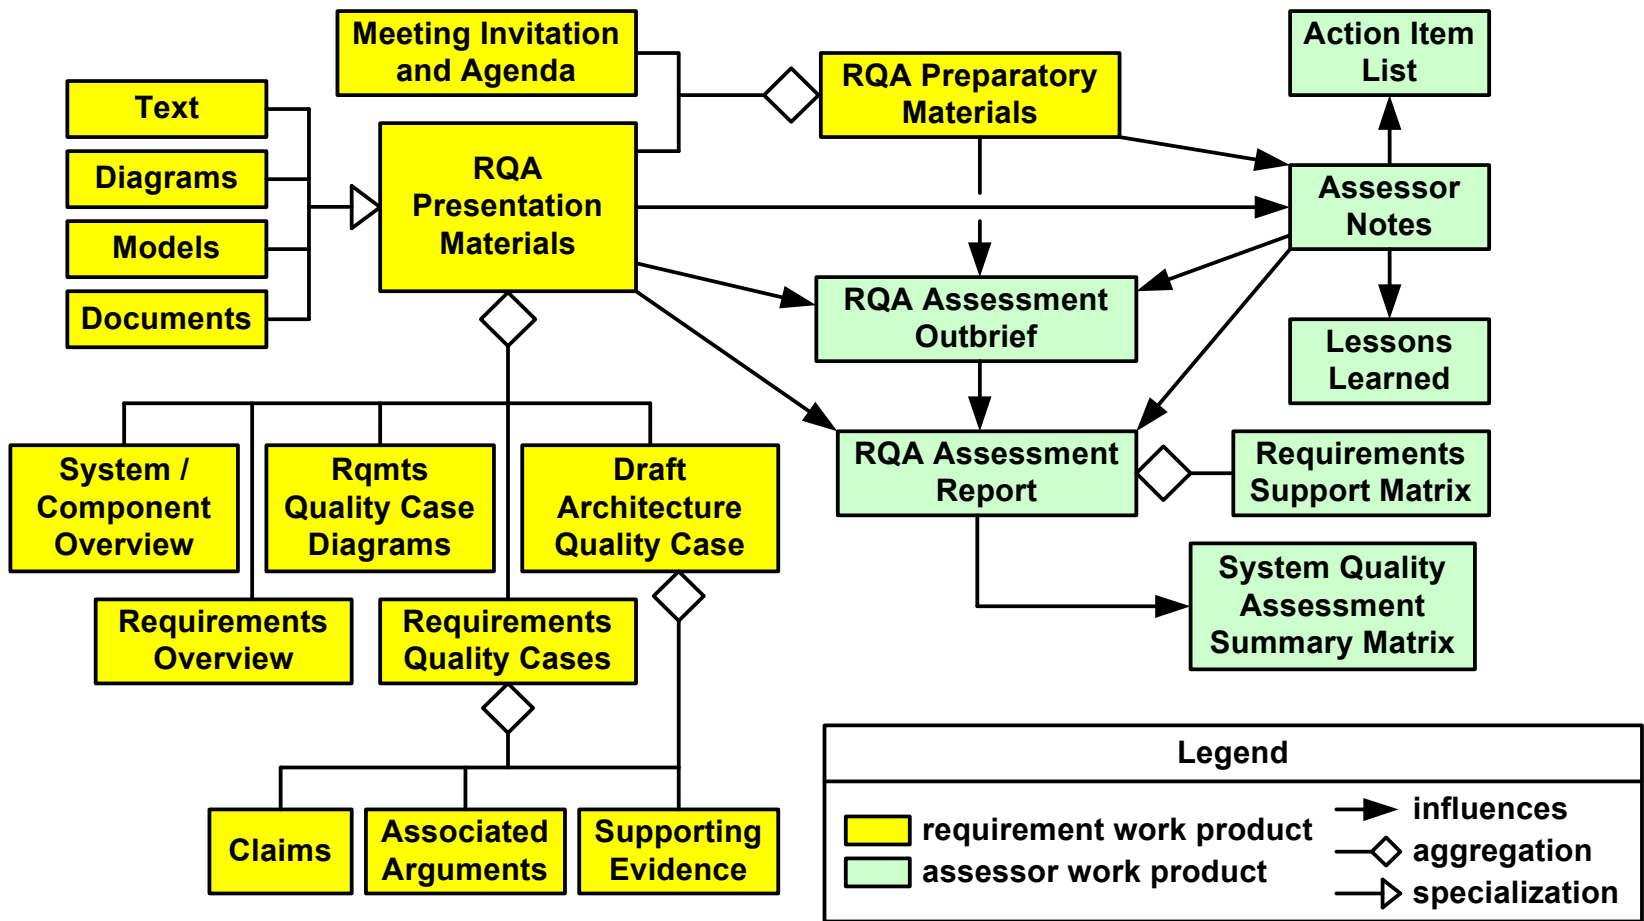 Meeting Invitation
and Agenda
RQA Preparatory
Materials
Action Item
List
Text
Diagrams
Models
Documents
RQA
Presentation
Materials
Assessor
Notes
RQA Assessment
Outbrief
Lessons
Learned
System /
Component
Overview
Rqmts
Quality Case
Diagrams
Draft
Architecture
Quality Case
RQA Assessment
Report
Requirements
Support Matrix
Requirements
Overview
Requirements
Quality Cases
System Quality
Assessment
Summary Matrix
Claims
Associated
Arguments
Supporting
Evidence
Legend
requirement work product
assessor work product
influences
aggregation
specialization